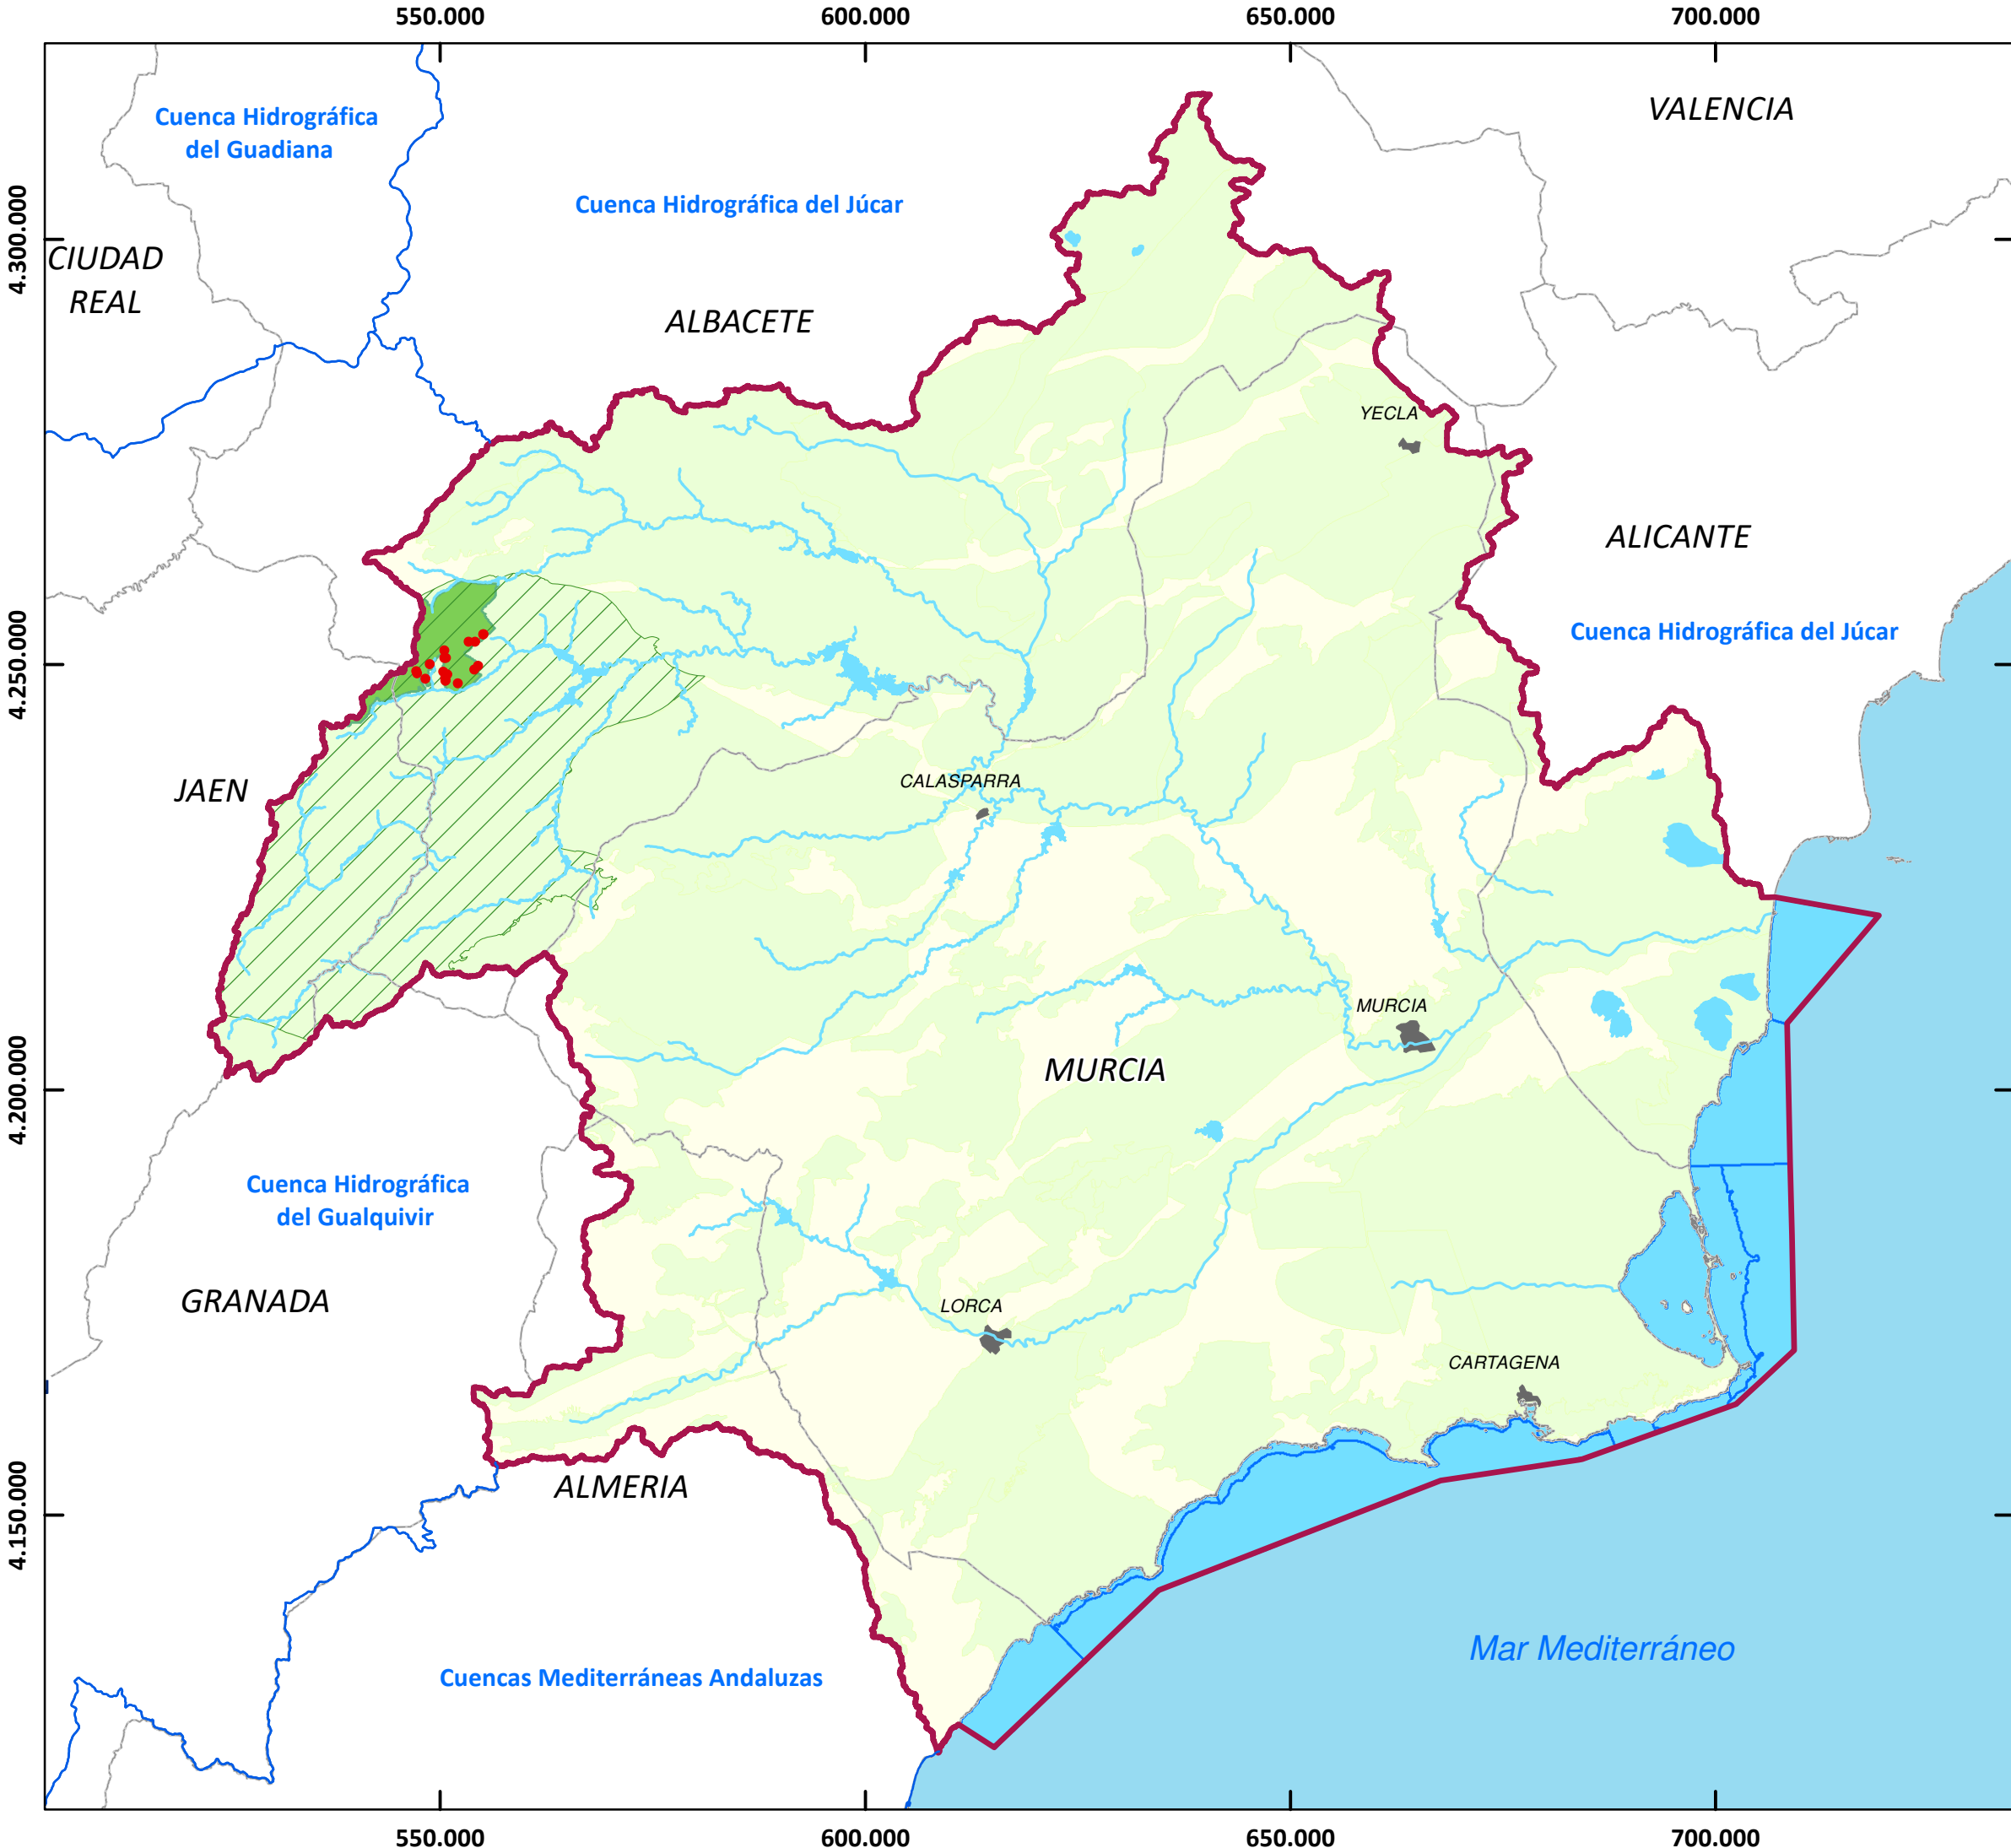 550.000
600.000
650.000
700.000
Cuenca Hidrográfica
del Guadiana
VALENCIA
Cuenca Hidrográfica del Júcar
4.300.000
CIUDAD
REAL
ALBACETE
YECLA
ALICANTE
Cuenca Hidrográfica del Júcar
4.250.000
JAEN
CALASPARRA
MURCIA
MURCIA
4.200.000
Cuenca Hidrográfica
del Gualquivir
GRANADA
LORCA
CARTAGENA
ALMERIA
4.150.000
Mar Mediterráneo
Cuencas Mediterráneas Andaluzas
550.000
600.000
650.000
700.000